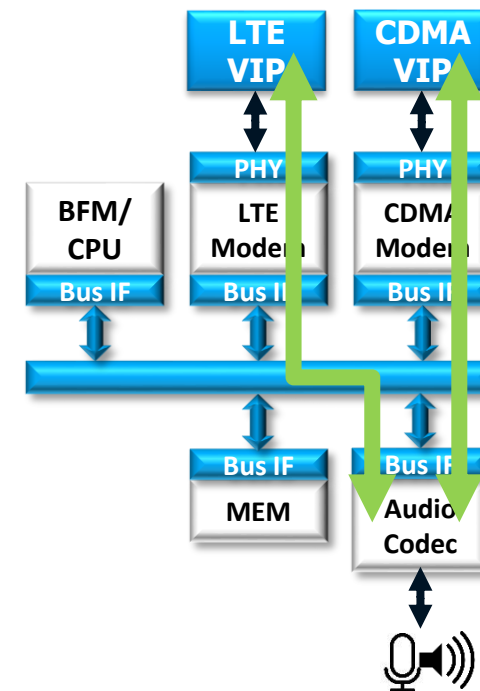 LTE
VIP
CDMA
VIP
PHY
PHY
BFM/
CPU
LTE
Modem
CDMA
Modem
Bus IF
Bus IF
Bus IF
Bus IF
Bus IF
MEM
Audio
Codec